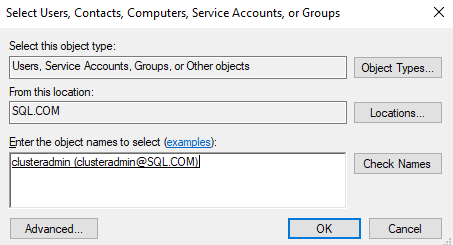 Select Users, Contacts, Computers, Service Accounts, or Groups
Select this object type:
Users, Service Accounts, Groups, or Other objects
Object Types...
From this location:
SQL.COM
Locations...
Enter the object names to select (examples):
clusteradmin (clusteradmin@SQL.COM)
Check Names
Advanced...
OK
Cancel